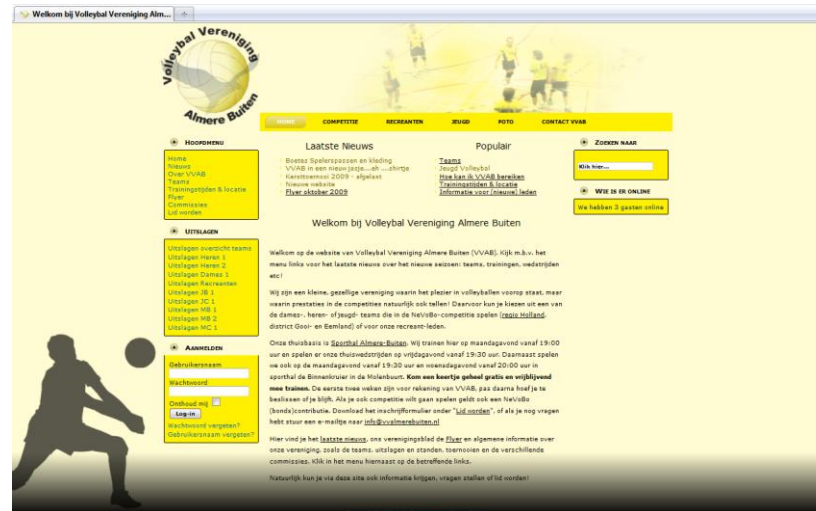 Welkom bij Volleybal Vereniging Alm...
Volleybal Vereniging
Almere Buiten
HOME COMPETITIE RECREANTEN JEUGD FOTO CONTACT VVAB
HOOFDMENU
Home
Nieuws
Over VVAB
Teams
Trainingstijden & locatie
Flyer
Commissies
Lid worden
UITSLAGEN
Uitslagen overzicht teams
Uitslagen Heren 1
Uitslagen Heren 2
Uitslagen Dames 1
Uitslagen Recreanten
Uitslagen JB 1
Uitslagen JC 1
Uitslagen MB 1
Uitslagen MB 2
Uitslagen MC 1
AANMELDEN
Gebruikersnaam
Wachtwoord
Onthoud mij
Log-in
Wachtwoord vergeten?
Gebruikersnaam vergeten?
Laatste Nieuws
Boetes Spelerspassen en kleding
VVAB in een nieuw jasje...eh ....shirtje
Kersttoernooi 2009 - afgelast
Nieuwe website
Flyer oktober 2009
Populair
Teams
Jeugd Volleybal
Hoe kan ik VVAB bereiken
Trainingstijden & locatie
Informatie voor (nieuwe) leden
Welkom bij Volleybal Vereniging Almere Buiten
Welkom op de website van Volleybal Vereniging Almere Buiten (VVAB). Kijk m.b.v. het
menu links voor het laatste nieuws over het nieuwe seizoen: teams, trainingen, wedstrijden
etc!
Wij zijn een kleine, gezellige vereniging waarin het plezier in volleyballen voorop staat, maar
waarin prestaties in de competities natuurlijk ook tellen! Daarvoor kun je kiezen uit een van
de dames-, heren- of jeugd- teams die in de NeVoBo-competitie spelen (regio Holland,
district Gooi- en Eemland) of voor onze recreant-leden.
Onze thuisbasis is Sporthal Almere-Buiten. Wij trainen hier op maandagavond vanaf 19:00
uur en spelen er onze thuiswedstrijden op vrijdagavond vanaf 19:30 uur. Daarnaast spelen
we ook op de maandagavond vanaf 19:30 uur en woensdagavond vanaf 20:00 uur in
sporthal de Binnenkruier in de Molenbuurt. Kom een keertje geheel gratis en vrijblijvend
mee trainen. De eerste twee weken zijn voor rekening van VVAB, pas daarna hoef je te
beslissen of je blijft. Als je ook competitie wilt gaan spelen geldt ook een NeVoBo
(bonds)contributie. Download het inschrijfformulier onder "Lid worden", of als je nog vragen
hebt stuur een e-mailtje naar info@vvalmerebuiten.nl
Hier vind je het laatste nieuws, ons verenigingsblad de Flyer en algemene informatie over
onze vereniging, zoals de teams, uitslagen en standen, toernooien en de verschillende
commissies. Klik in het menu hiernaast op de betreffende links.
Natuurlijk kun je via deze site ook informatie krijgen, vragen stellen of lid worden!
ZOEKEN NAAR
Klik hier...
WIE IS ER ONLINE
We hebben 3 gasten online